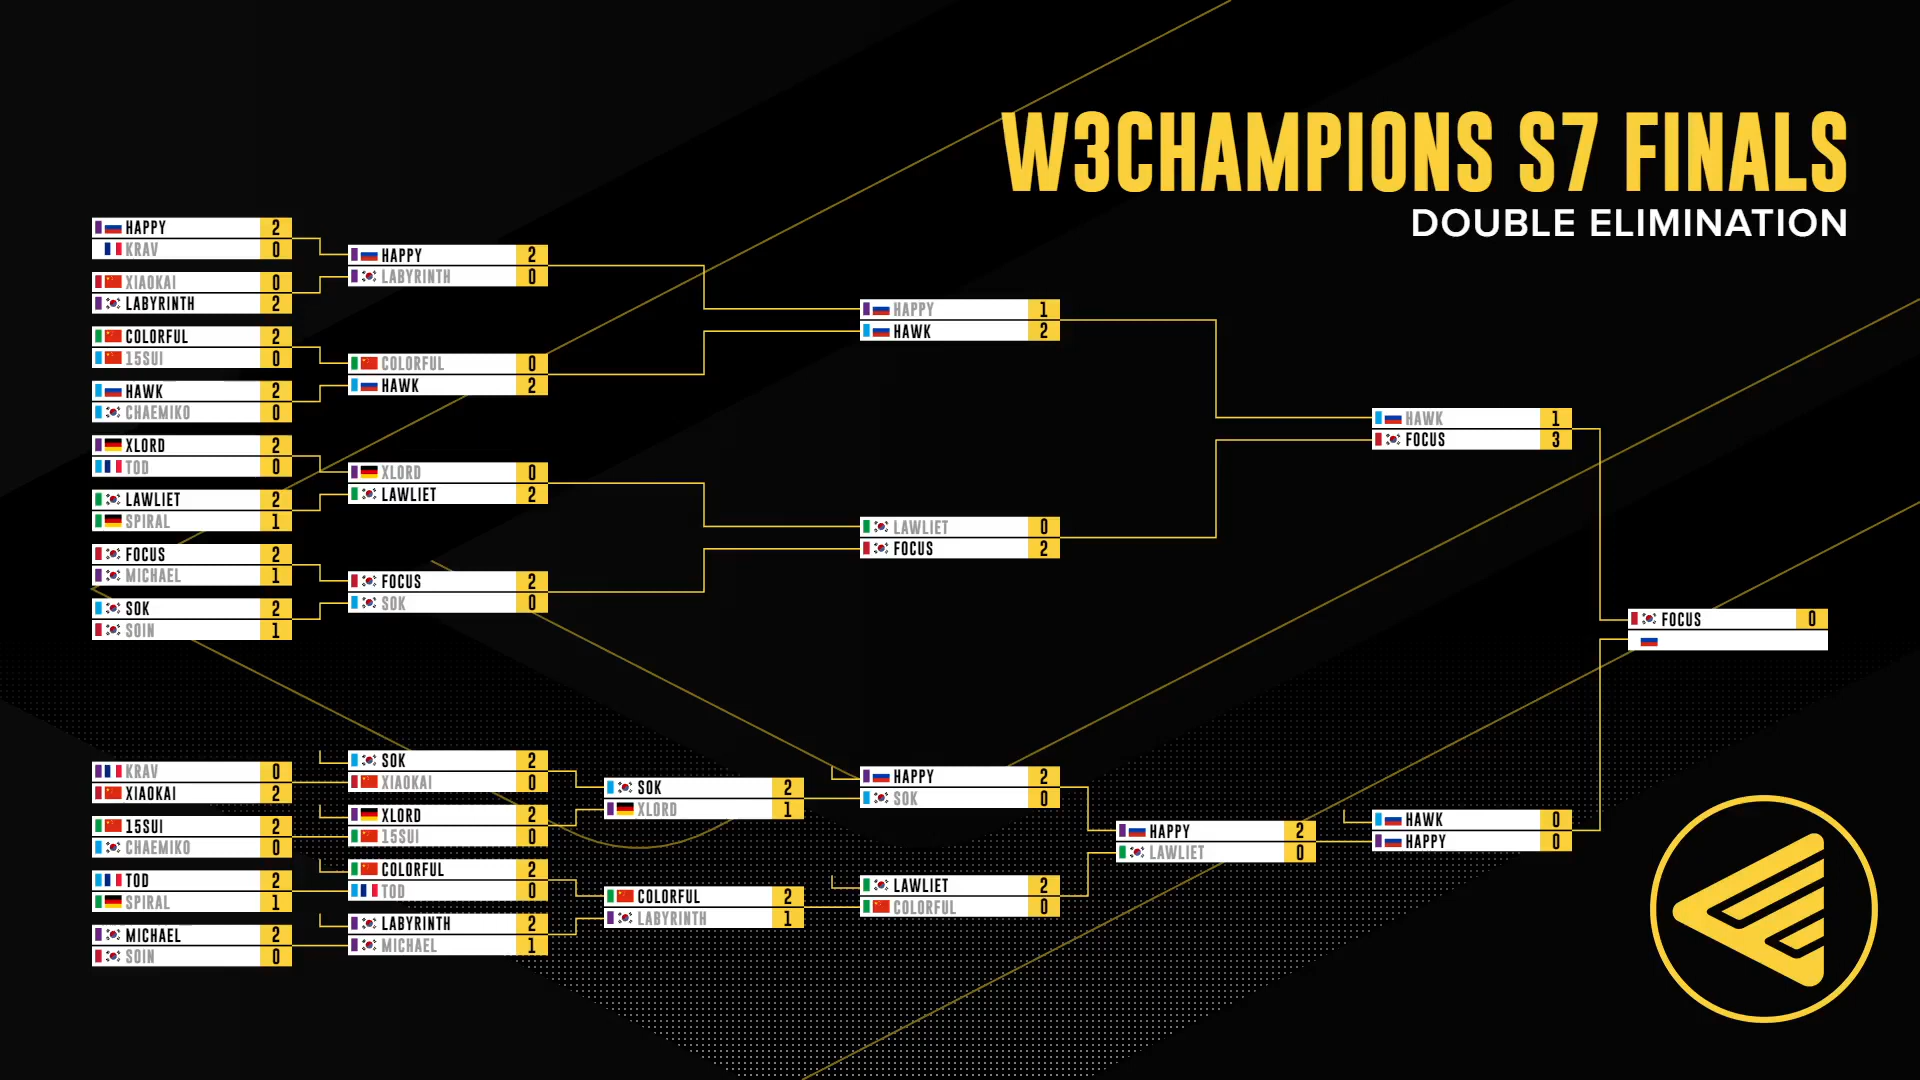 W3CHAMPIONS S7 FINALS
DOUBLE ELIMINATION
HAPPY 2
KRAV 0
XIAOKAI 0
LABYRINTH 2
COLORFUL 2
15SUI 0
HAWK 2
CHAEMIKO 0
XLORD 2
TOD 0
LAWLIET 2
SPIRAL 1
FOCUS 2
MICHAEL 1
SOK 2
SOIN 1
HAPPY 2
LABYRINTH 0
COLORFUL 0
HAWK 2
XLORD 0
LAWLIET 2
FOCUS 2
SOK 0
HAPPY 1
HAWK 2
LAWLIET 0
FOCUS 2
HAWK 1
FOCUS 3
FOCUS 0
KRAV 0
XIAOKAI 2
15SUI 2
CHAEMIKO 0
TOD 2
SPIRAL 1
MICHAEL 2
SOIN 0
SOK 2
XIAOKAI 0
XLORD 2
15SUI 0
COLORFUL 2
TOD 0
LABYRINTH 2
MICHAEL 1
SOK 2
XLORD 1
COLORFUL 2
LABYRINTH 1
HAPPY 2
SOK 0
LAWLIET 2
COLORFUL 0
HAPPY 2
LAWLIET 0
HAWK 0
HAPPY 0